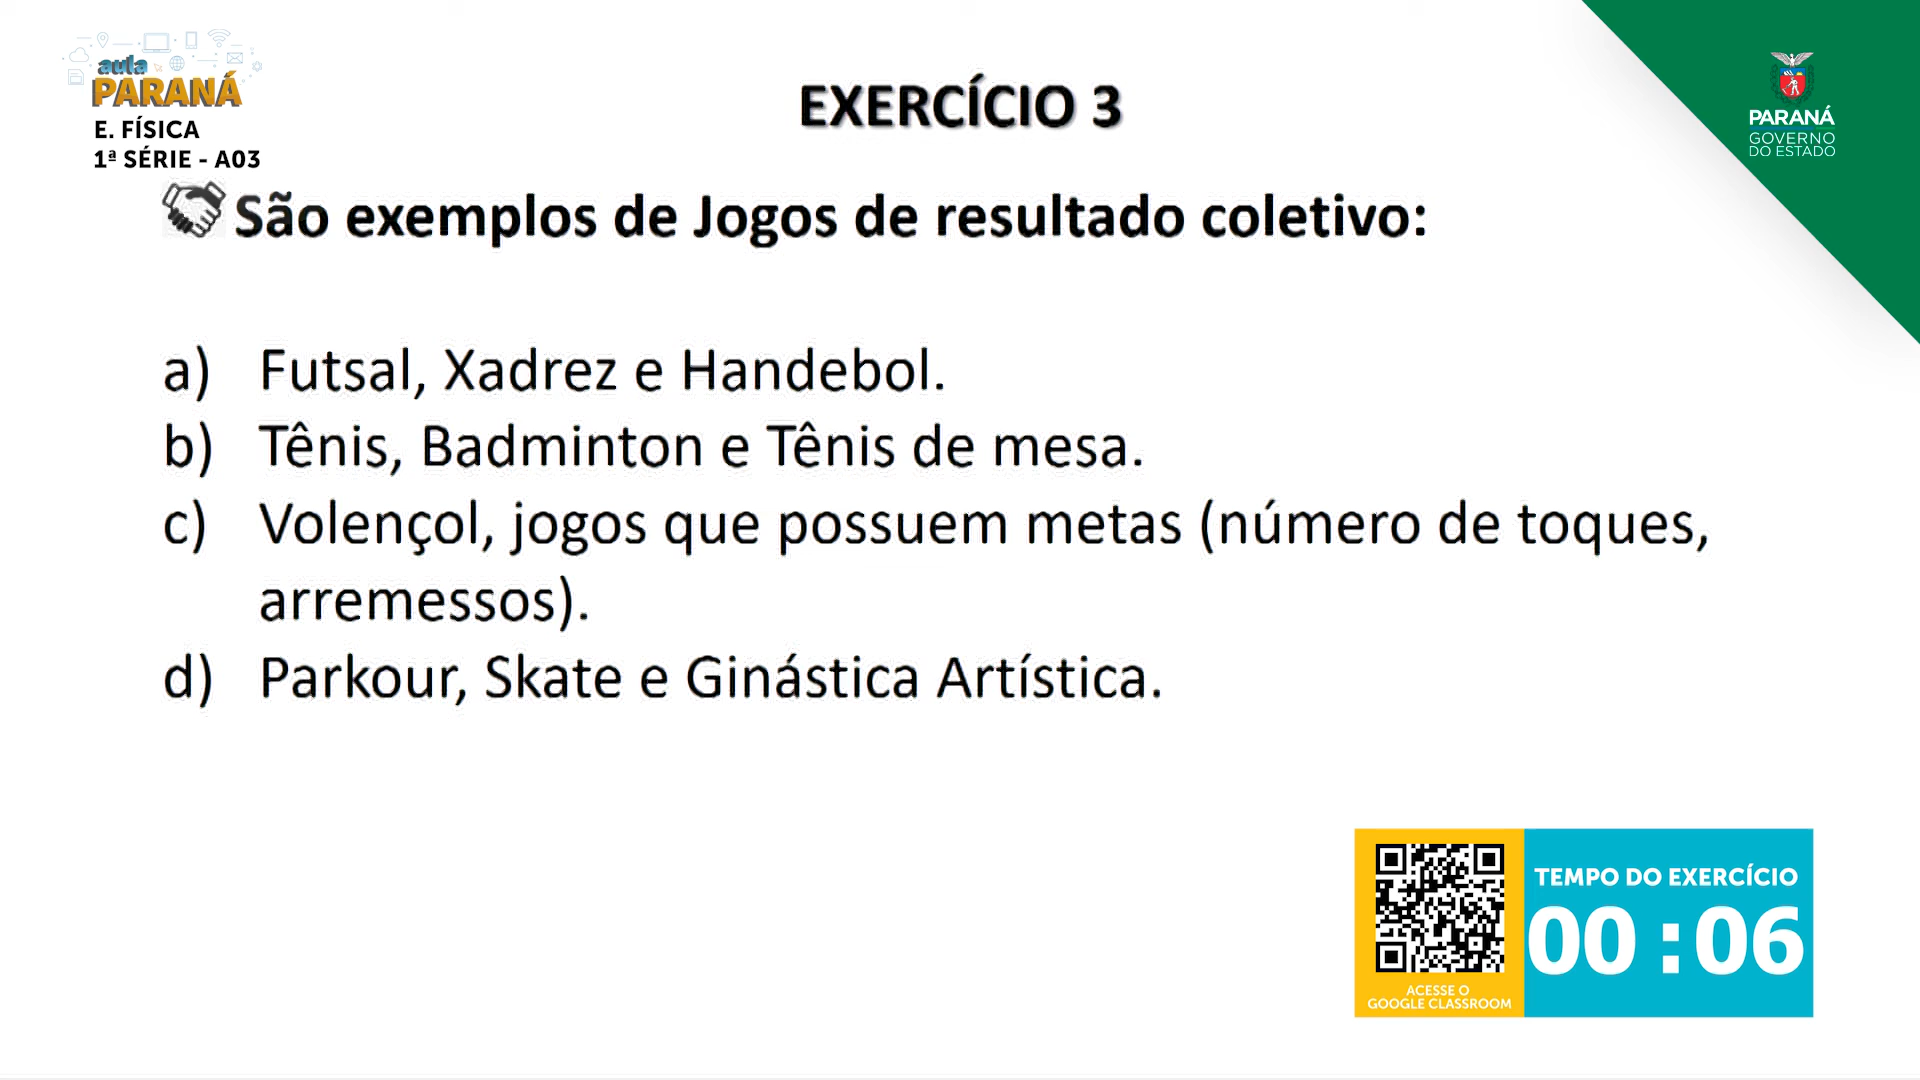 aula
PARANÁ
E. FÍSICA
1ª SÉRIE - A03
EXERCÍCIO 3
PARANÁ
GOVERNO
DO ESTADO
São exemplos de Jogos de resultado coletivo:
a) Futsal, Xadrez e Handebol.
b) Tênis, Badminton e Tênis de mesa.
c) Volençol, jogos que possuem metas (número de toques,
arremessos).
d) Parkour, Skate e Ginástica Artística.
TEMPO DO EXERCÍCIO
00:06
ACESSE O
GOOGLE CLASSROOM